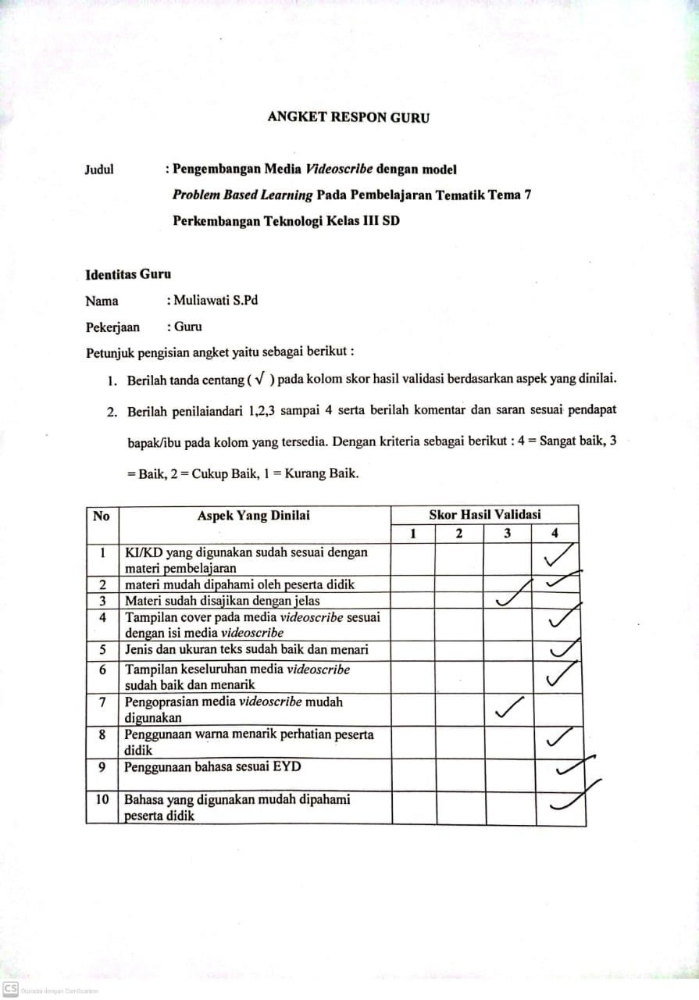 ANGKET RESPON GURU
Judul : Pengembangan Media Videoscribe dengan model
Problem Based Learning Pada Pembelajaran Tematik Tema 7
Perkembangan Teknologi Kelas III SD
Identitas Guru
Nama : Muliawati S.Pd
Pekerjaan : Guru
Petunjuk pengisian angket yaitu sebagai berikut :
1. Berilah tanda centang ( √ ) pada kolom skor hasil validasi berdasarkan aspek yang dinilai.
2. Berilah penilaiandari 1,2,3 sampai 4 serta berilah komentar dan saran sesuai pendapat
bapak/ibu pada kolom yang tersedia. Dengan kriteria sebagai berikut : 4 = Sangat baik, 3
= Baik, 2 = Cukup Baik, 1 = Kurang Baik.
No Aspek Yang Dinilai Skor Hasil Validasi
1 2 3 4
1 KI/KD yang digunakan sudah sesuai dengan
materi pembelajaran ✓
2 materi mudah dipahami oleh peserta didik ✓
3 Materi sudah disajikan dengan jelas ✓
4 Tampilan cover pada media videoscribe sesuai
dengan isi media videoscribe ✓
5 Jenis dan ukuran teks sudah baik dan menari ✓
6 Tampilan keseluruhan media videoscribe
sudah baik dan menarik ✓
7 Pengoprasian media videoscribe mudah
digunakan ✓
8 Penggunaan warna menarik perhatian peserta
didik ✓
9 Penggunaan bahasa sesuai EYD ✓
10 Bahasa yang digunakan mudah dipahami
peserta didik ✓
CS Dipindai dengan CamScanner